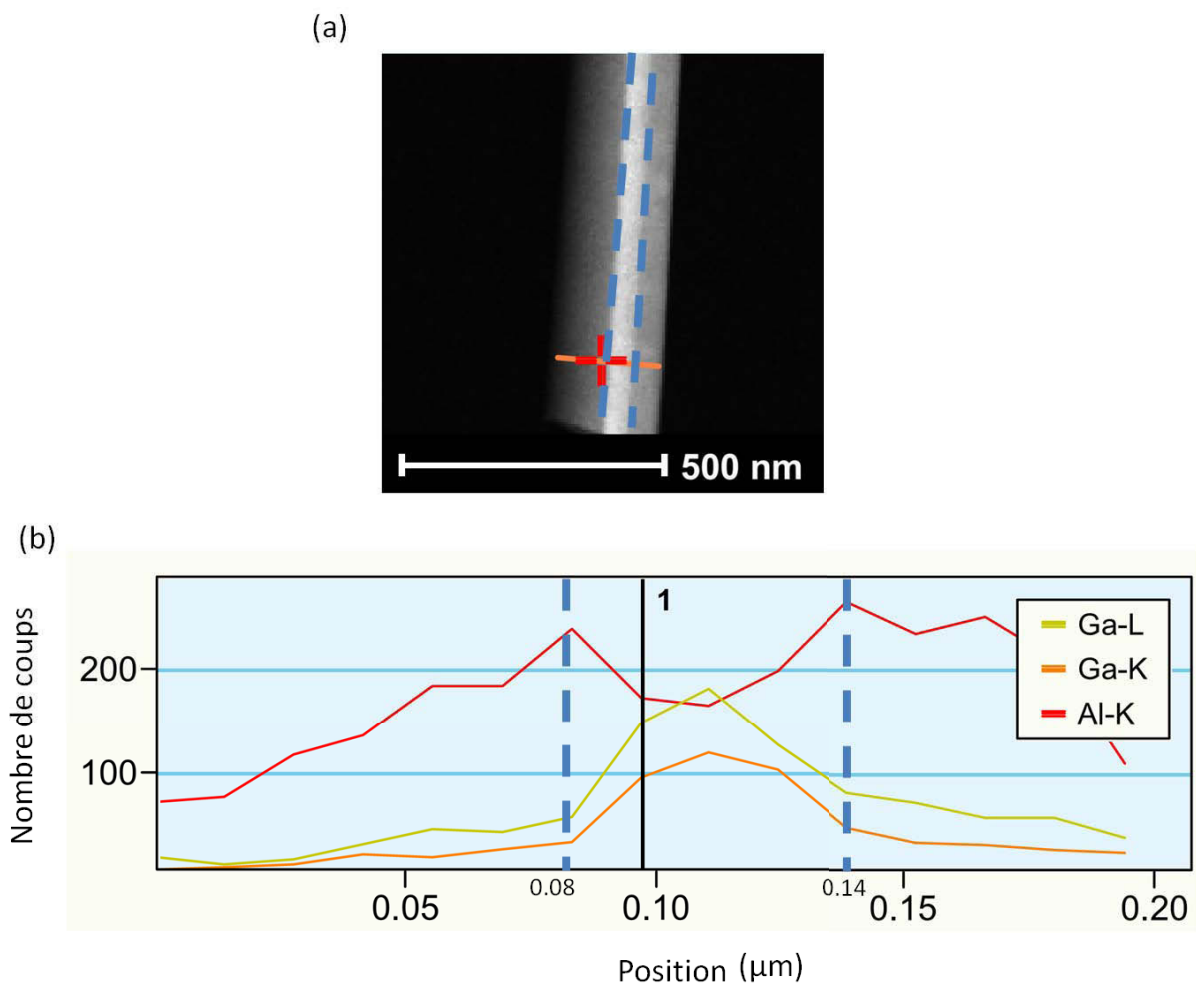 (a)
500 nm
(b)
Nombre de coups
200
100
1
Ga-L
Ga-K
Al-K
0.08
0.14
0.05
0.10
0.15
0.20
Position (μm)